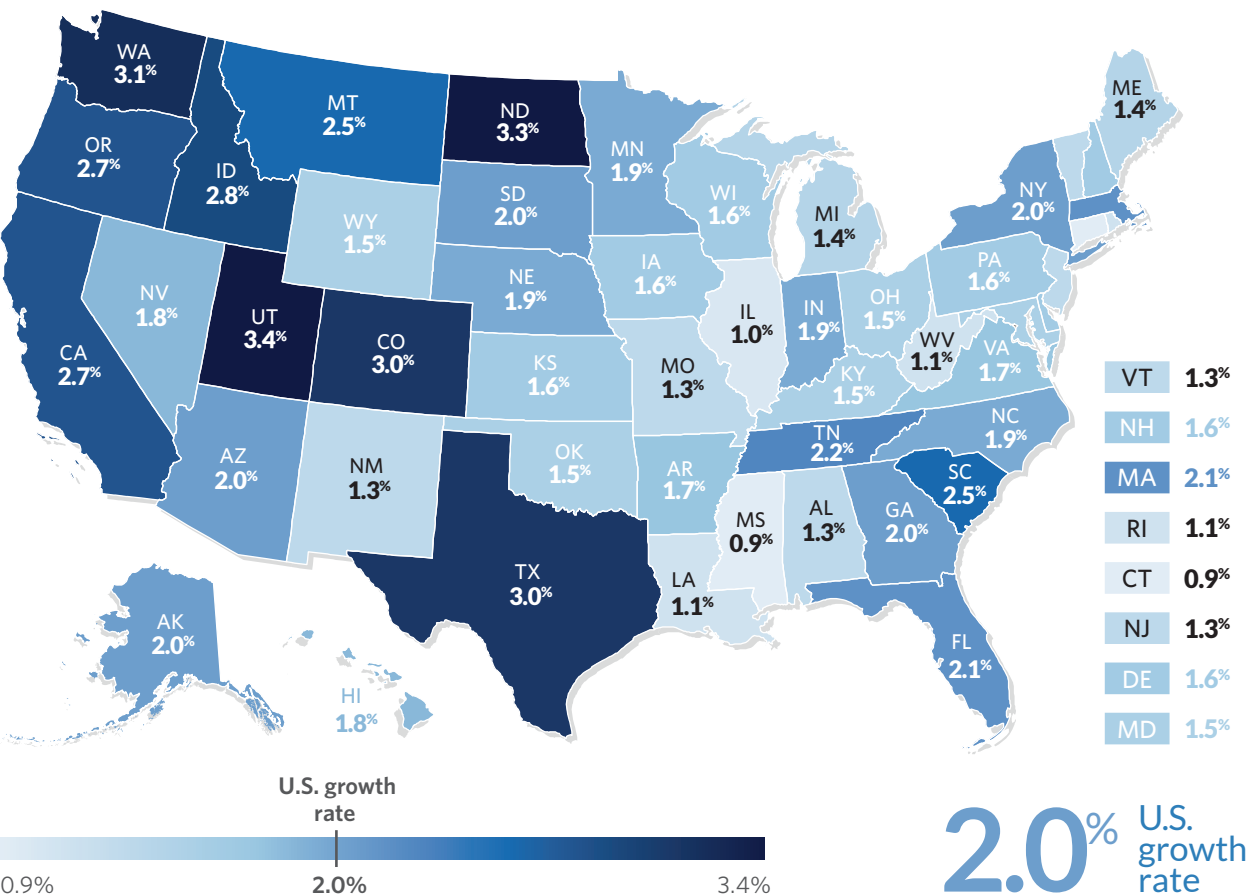 WA
3.1%
MT
2.5%
ND
3.3%
MN
1.9%
ME
1.4%
OR
2.7%
ID
2.8%
SD
2.0%
WI
1.6%
NY
2.0%
WY
1.5%
MI
1.4%
NV
1.8%
NE
1.9%
IA
1.6%
PA
1.6%
UT
3.4%
CO
3.0%
IL
1.0%
IN
1.9%
OH
1.5%
WV
1.1%
VA
1.7%
CA
2.7%
KS
1.6%
MO
1.3%
KY
1.5%
VT 1.3%
NH 1.6%
MA 2.1%
RI 1.1%
CT 0.9%
NJ 1.3%
DE 1.6%
MD 1.5%
AZ
2.0%
NM
1.3%
OK
1.5%
AR
1.7%
TN
2.2%
NC
1.9%
SC
2.5%
MS
0.9%
AL
1.3%
GA
2.0%
TX
3.0%
LA
1.1%
AK
2.0%
HI
1.8%
FL
2.1%
U.S. growth
rate
0.9% 2.0% 3.4%
2.0%
U.S.
growth
rate